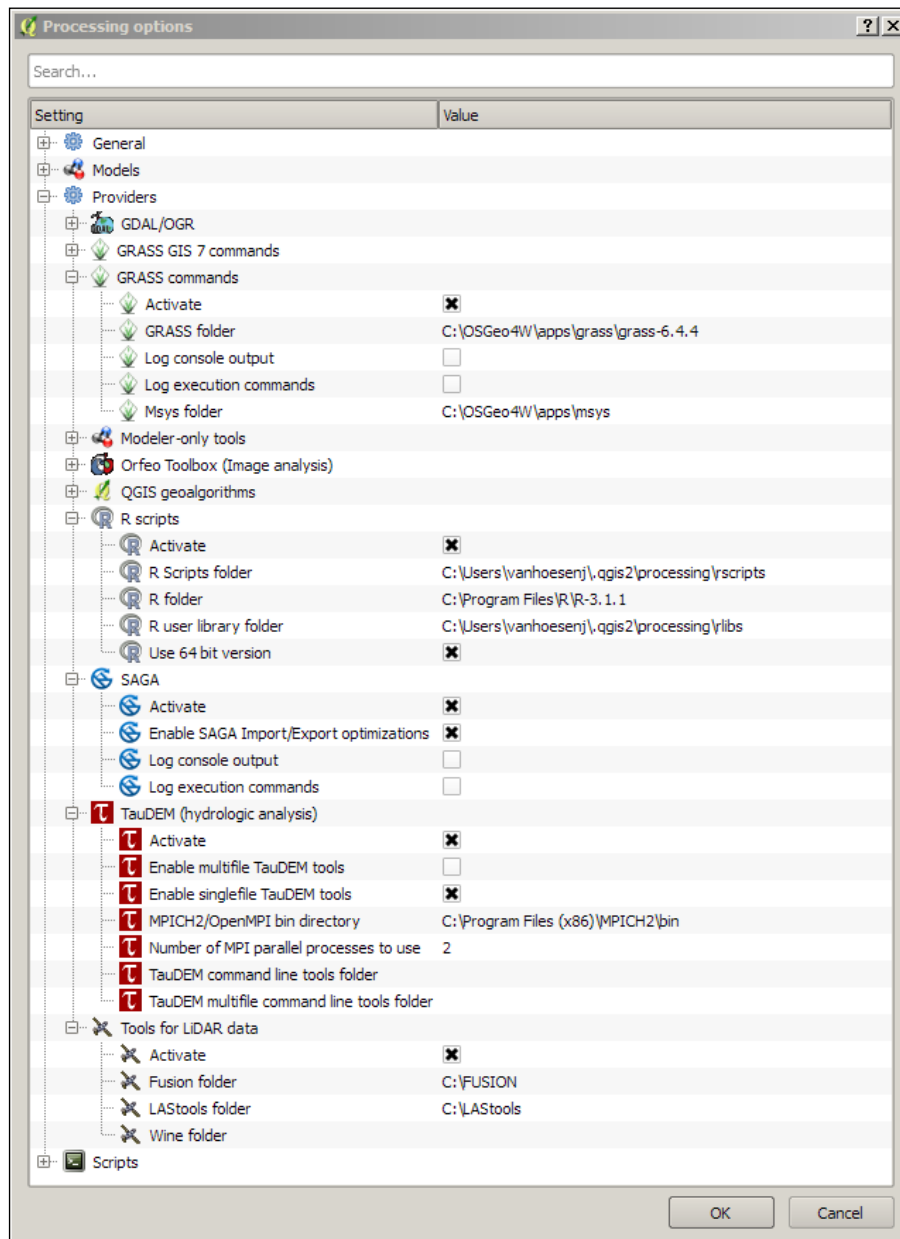 Processing options
Search...
Setting Value
General
Models
Providers
GDAL/OGR
GRASS GIS 7 commands
GRASS commands
Activate
GRASS folder C:\OSGeo4W\apps\grass\grass-6.4.4
Log console output
Log execution commands
Msys folder C:\OSGeo4W\apps\msys
Modeler-only tools
Orfeo Toolbox (Image analysis)
QGIS geoalgorithms
R scripts
Activate
R Scripts folder C:\Users\vanhoesenj\.qgis2\processing\rscripts
R folder C:\Program Files\R\R-3.1.1
R user library folder C:\Users\vanhoesenj\.qgis2\processing\rlibs
Use 64 bit version
SAGA
Activate
Enable SAGA Import/Export optimizations
Log console output
Log execution commands
TauDEM (hydrologic analysis)
Activate
Enable multifile TauDEM tools
Enable singlefile TauDEM tools
MPICH2/OpenMPI bin directory C:\Program Files (x86)\MPICH2\bin
Number of MPI parallel processes to use 2
TauDEM command line tools folder
TauDEM multifile command line tools folder
Tools for LiDAR data
Activate
Fusion folder C:\FUSION
LAStools folder C:\LAStools
Wine folder
Scripts
OK Cancel